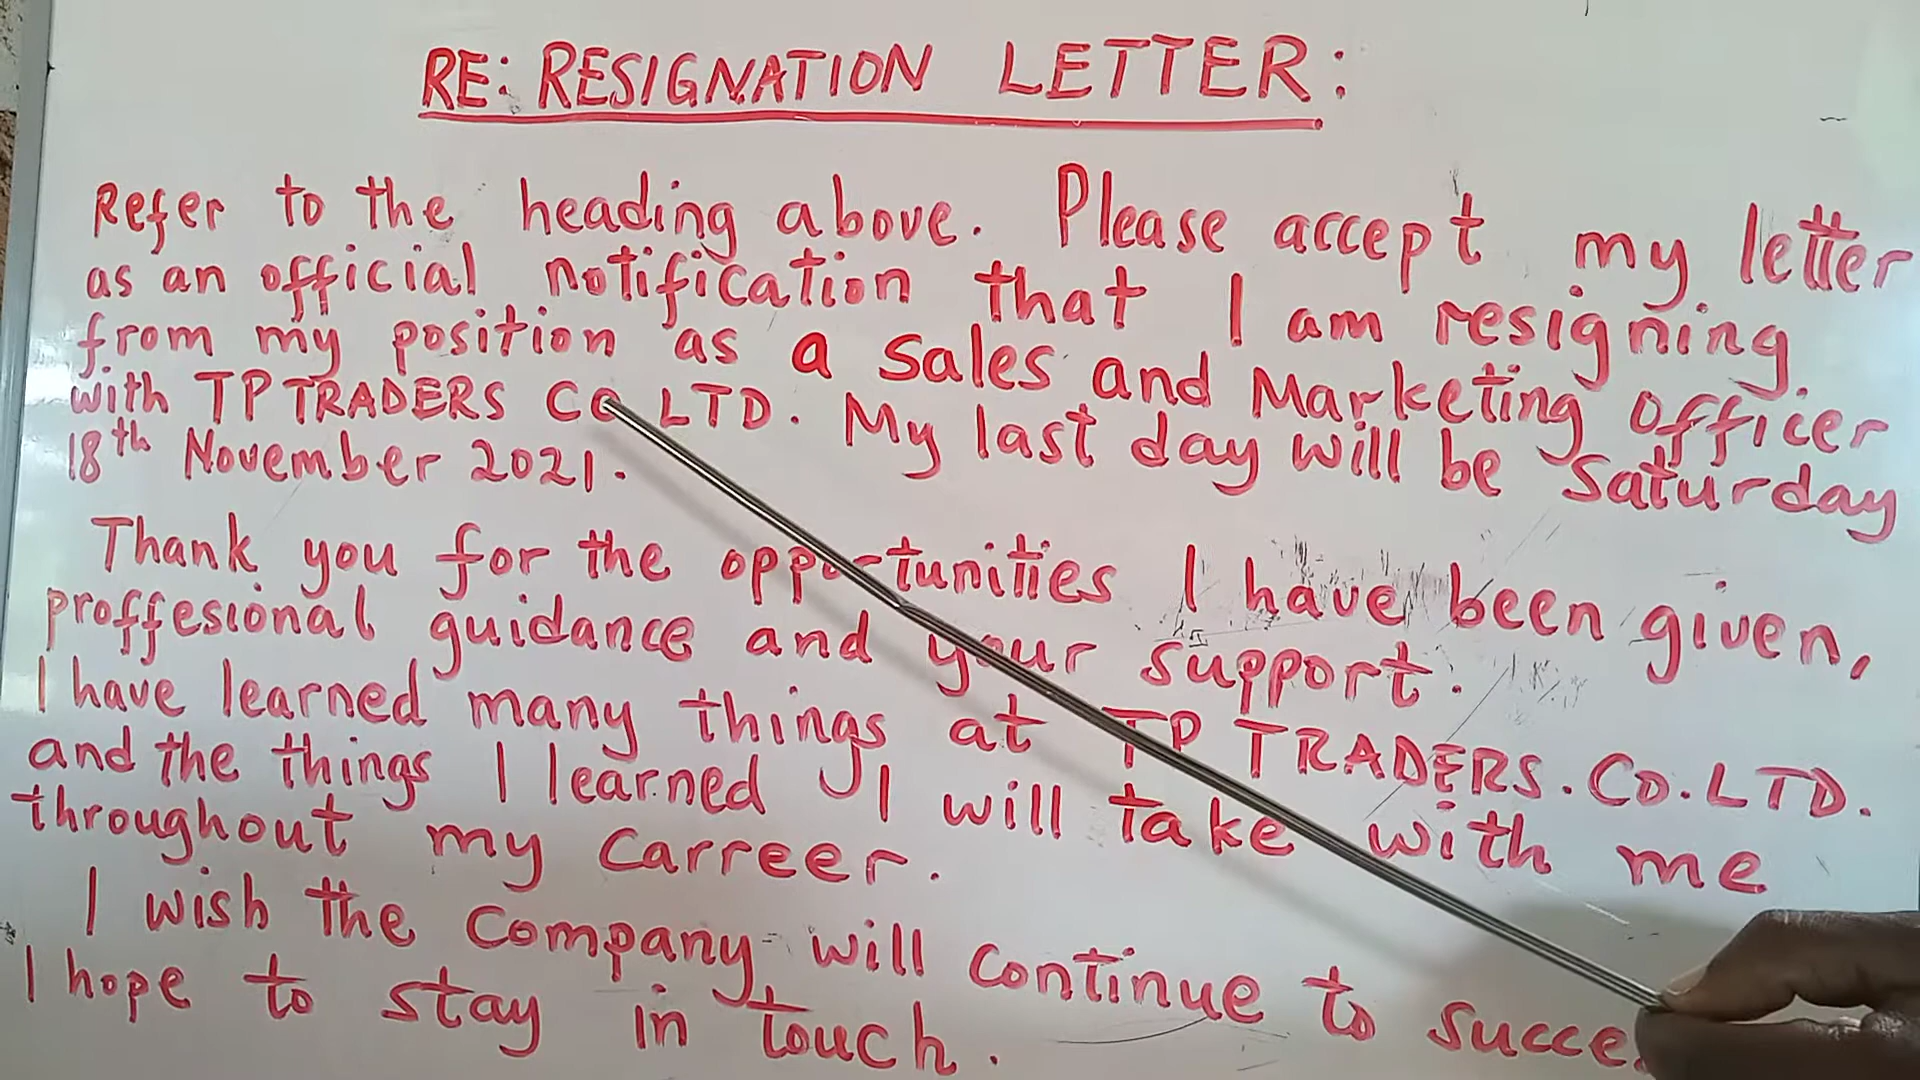 RE: RESIGNATION LETTER:
Refer to the heading above. Please accept my letter
as an official notification that I am resigning
from my position as a sales and Marketing officer
with TP TRADERS CO LTD. My last day will be Saturday
18th November 2021.
Thank you for the opportunities I have been given,
proffesional guidance and your support.
I have learned many things at TP TRADERS.CO.LTD.
and the things I learned I will take with me
throughout my Carreer.
I wish the Company will continue to
I hope to stay in touch.